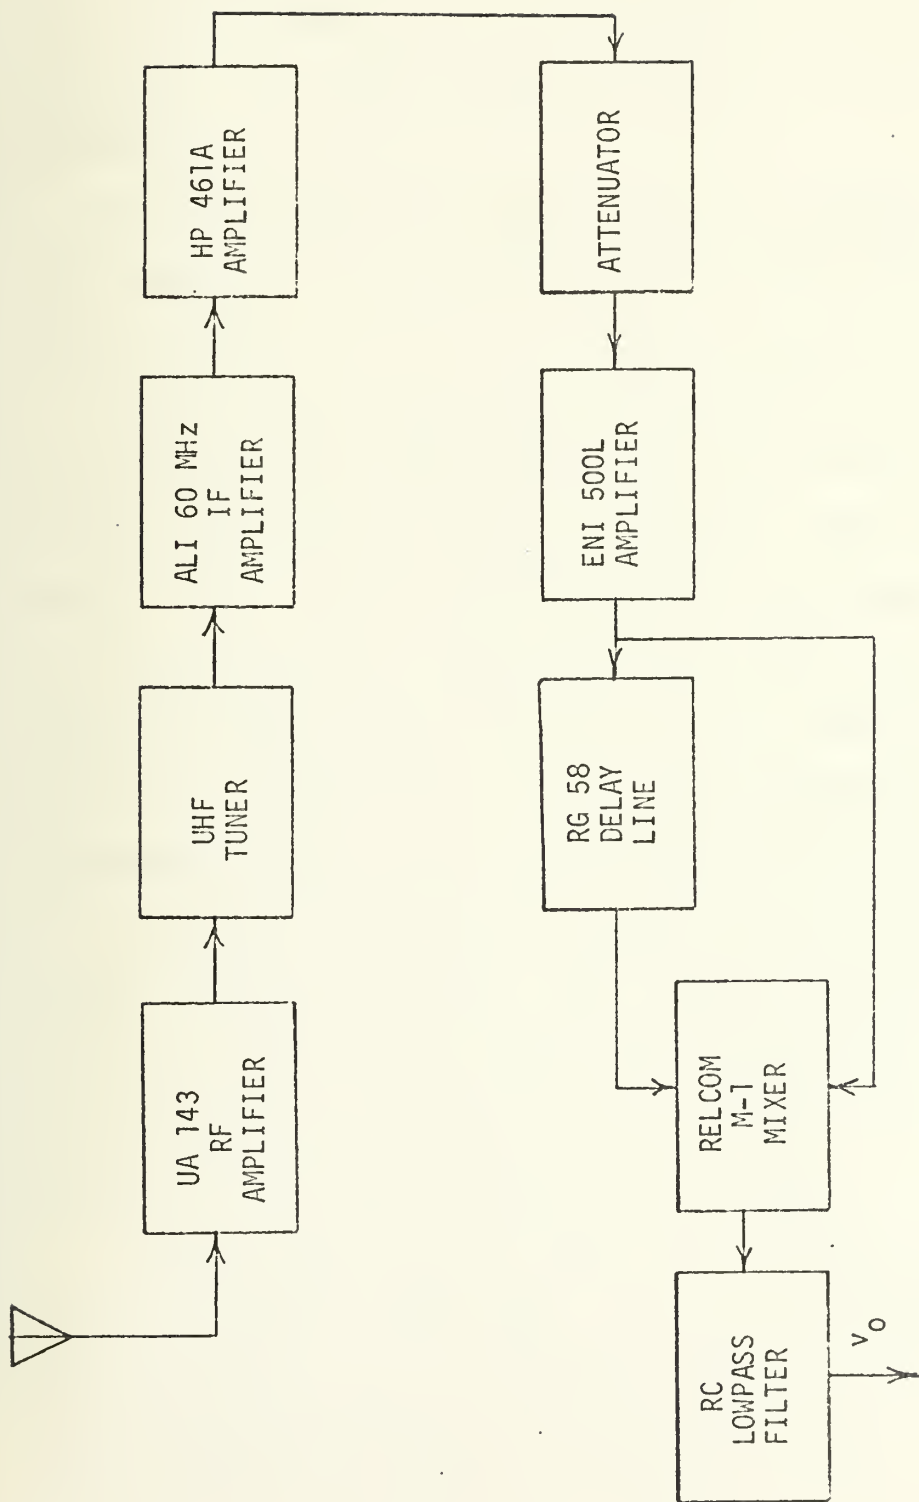 UA 143
RF
AMPLIFIER
UHF
TUNER
ALI 60 MHz
IF
AMPLIFIER
HP 461A
AMPLIFIER
ATTENUATOR
ENI 500L
AMPLIFIER
RG 58
DELAY
LINE
RELCOM
M-1
MIXER
RC
LOWPASS
FILTER
v₀